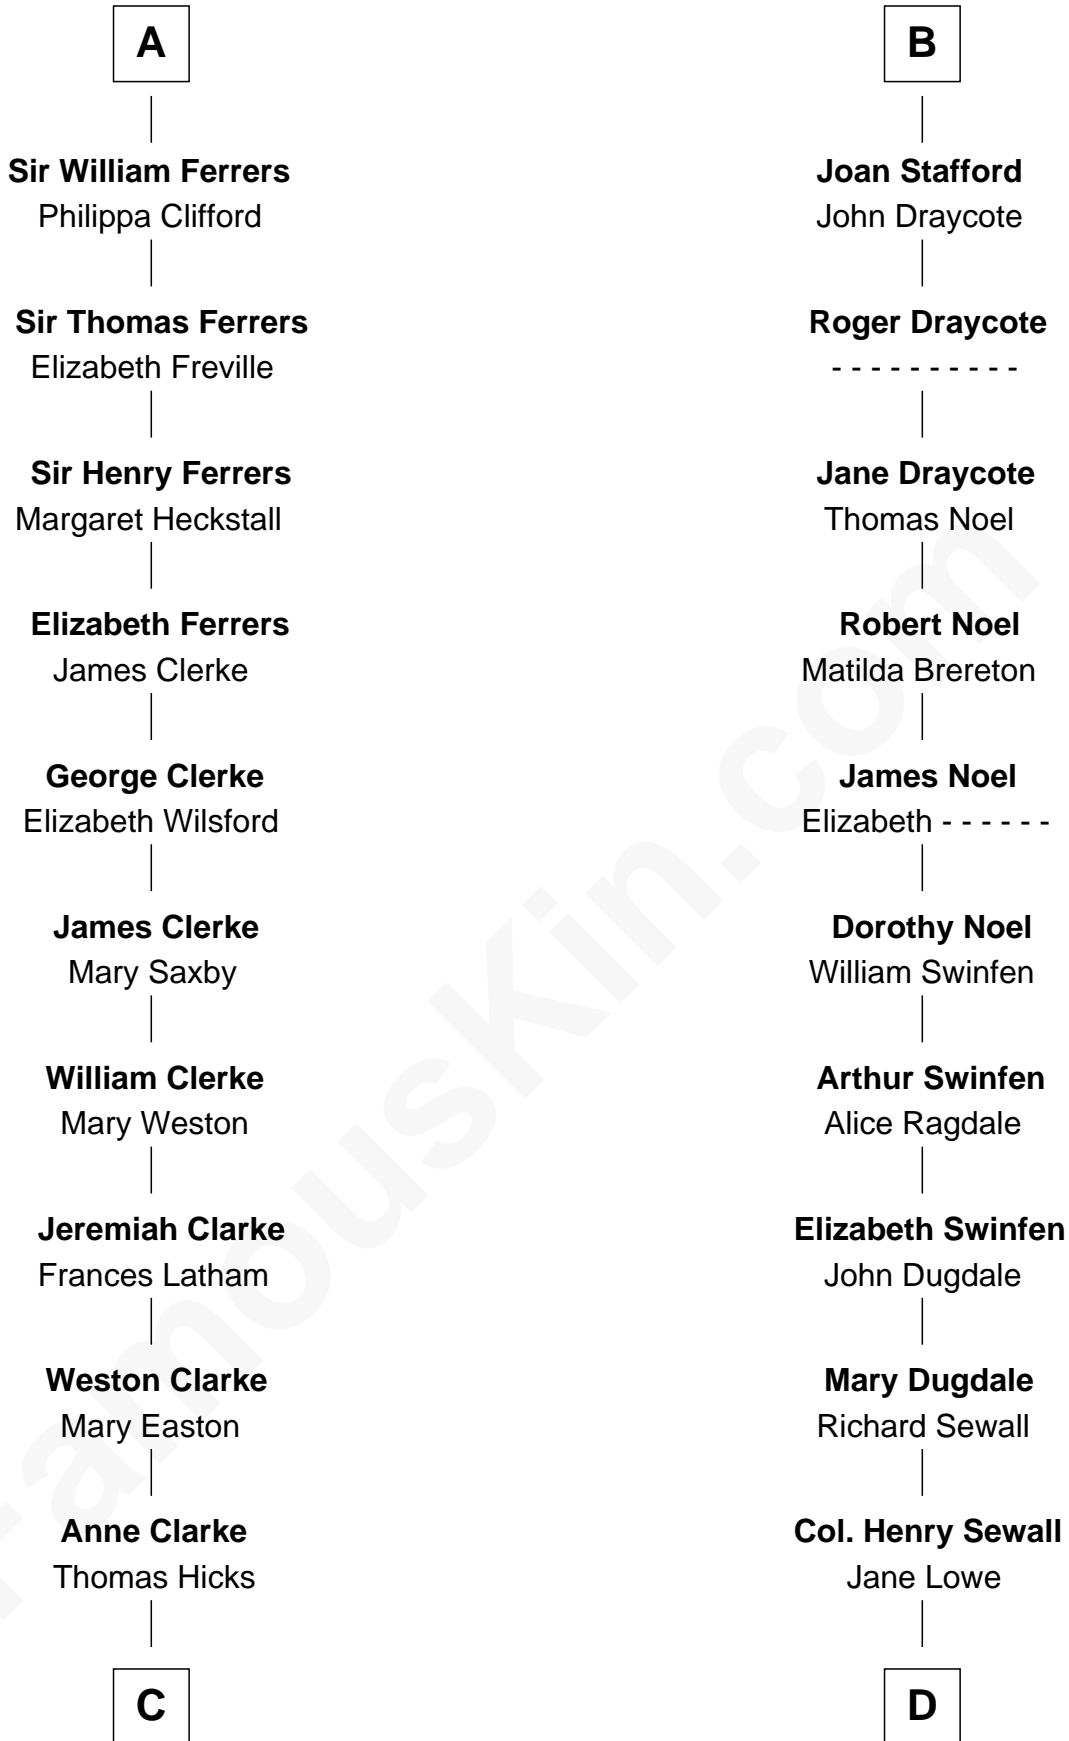 A
Sir William Ferrers
Philippa Clifford
Sir Thomas Ferrers
Elizabeth Freville
Sir Henry Ferrers
Margaret Heckstall
Elizabeth Ferrers
James Clerke
George Clerke
Elizabeth Wilsford
James Clerke
Mary Saxby
William Clerke
Mary Weston
Jeremiah Clarke
Frances Latham
Weston Clarke
Mary Easton
Anne Clarke
Thomas Hicks
C
B
Joan Stafford
John Draycote
Roger Draycote
- - - - - - - - - -
Jane Draycote
Thomas Noel
Robert Noel
Matilda Brereton
James Noel
Elizabeth - - - - - -
Dorothy Noel
William Swinfen
Arthur Swinfen
Alice Ragdale
Elizabeth Swinfen
John Dugdale
Mary Dugdale
Richard Sewall
Col. Henry Sewall
Jane Lowe
D
FamousKin.com